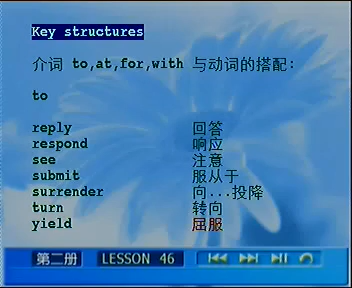 Key structures
介词 to,at,for,with 与动词的搭配:
to
reply 回答
respond 响应
see 注意
submit 服从于
surrender 向...投降
turn 转向
yield 屈服
第二册 LESSON 46